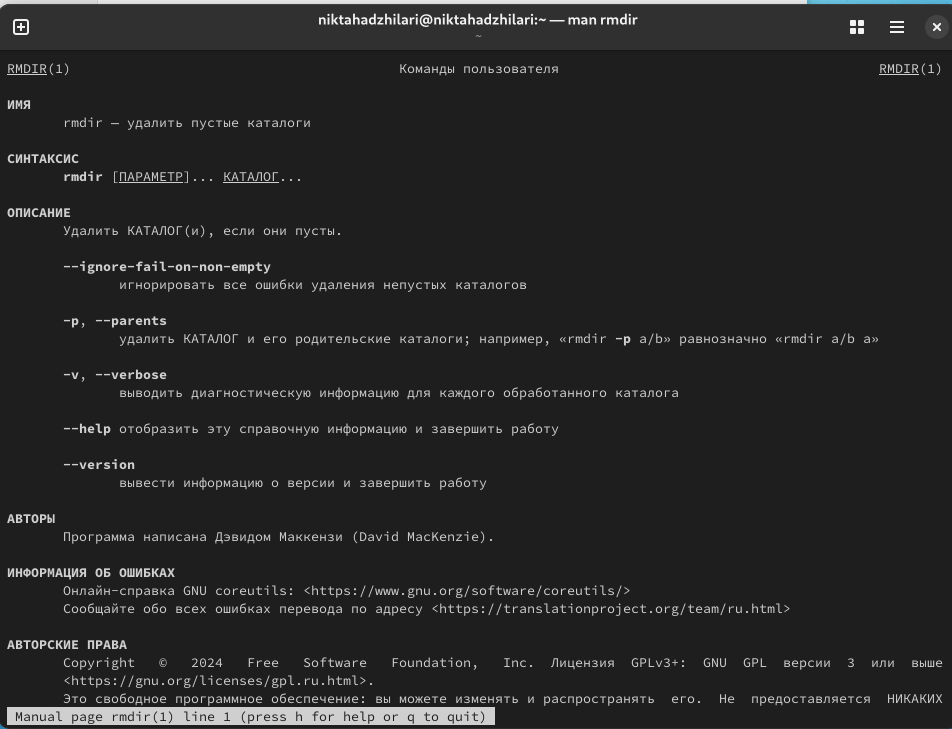 niktahadzhilari@niktahadzhilari:~ — man rmdir
~
RMDIR(1) Команды пользователя RMDIR(1)
ИМЯ
rmdir — удалить пустые каталоги
СИНТАКСИС
rmdir [ПАРАМЕТР]... КАТАЛОГ...
ОПИСАНИЕ
Удалить КАТАЛОГ(и), если они пусты.
--ignore-fail-on-non-empty
игнорировать все ошибки удаления непустых каталогов
-p, --parents
удалить КАТАЛОГ и его родительские каталоги; например, «rmdir -p a/b» равнозначно «rmdir a/b a»
-v, --verbose
выводить диагностическую информацию для каждого обработанного каталога
--help отобразить эту справочную информацию и завершить работу
--version
вывести информацию о версии и завершить работу
АВТОРЫ
Программа написана Дэвидом Маккензи (David MacKenzie).
ИНФОРМАЦИЯ ОБ ОШИБКАХ
Онлайн-справка GNU coreutils: <https://www.gnu.org/software/coreutils/>
Сообщайте обо всех ошибках перевода по адресу <https://translationproject.org/team/ru.html>
АВТОРСКИЕ ПРАВА
Copyright © 2024 Free Software Foundation, Inc. Лицензия GPLv3+: GNU GPL версии 3 или выше
<https://gnu.org/licenses/gpl.ru.html>.
Это свободное программное обеспечение: вы можете изменять и распространять его. Не предоставляется НИКАКИХ
Manual page rmdir(1) line 1 (press h for help or q to quit)